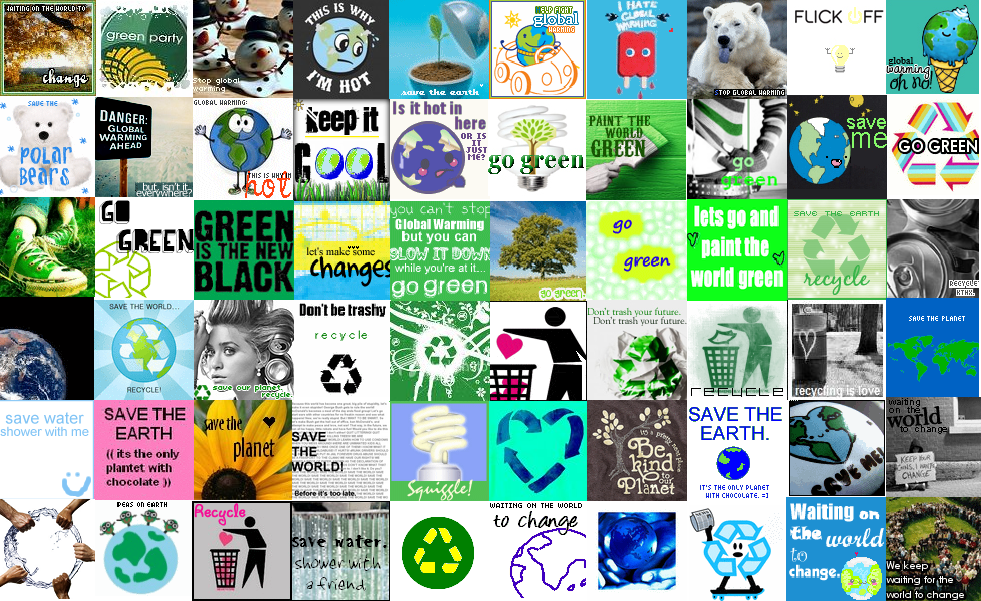 WAITING ON THE WORLD TO
change
green party
Stop global
warming.
THIS IS WHY
I'M HOT
save the earth
HELP FIGHT
global
WARMING
I HATE
GLOBAL
WARMING
STOP GLOBAL WARMING
FLICK OFF
global
warming
oh no!
SAVE THE
POLAR
BEARS
DANGER:
GLOBAL
WARMING
AHEAD
but, isn't it
everywhere?
GLOBAL WARMING:
THIS IS WHY IM
hot
keep it
COOL
Is it hot in
here
OR IS IT
JUST
ME?
go green
PAINT THE
WORLD
GREEN
go
green
save
me
GO GREEN
GO
GREEN
GREEN
IS THE NEW
BLACK
let's make some
changes
you can't stop
Global Warming
but you can
SLOW IT DOWN
while you're at it...
go green
go green
go
green
lets go and
paint the
world green
SAVE THE EARTH
recycle
RECYCLE
SAVE THE WORLD...
RECYCLE!
save our planet.
recycle.
Don't be trashy
recycle
Don't trash your future.
Don't trash your future.
RECYCLE
recycling is love
SAVE THE PLANET
save water
shower with me
SAVE THE
EARTH
(( its the only
plantet with
chocolate ))
save the
planet
SAVE
THE
WORLD!
Before it's too late.
Squiggle!
it's a pretty nice place
Be
kind to
our
Planet
SAVE THE
EARTH.
IT'S THE ONLY PLANET
WITH CHOCOLATE. =)
SAVE ME!
waiting
on the
world
to change
KEEP YOUR
COINS, I WANT
CHANGE
PEAS ON EARTH
Recycle
save water.
shower with
a friend.
WAITING ON THE WORLD
to change
Waiting on
the world
to
change.
We keep
waiting for the
world to change